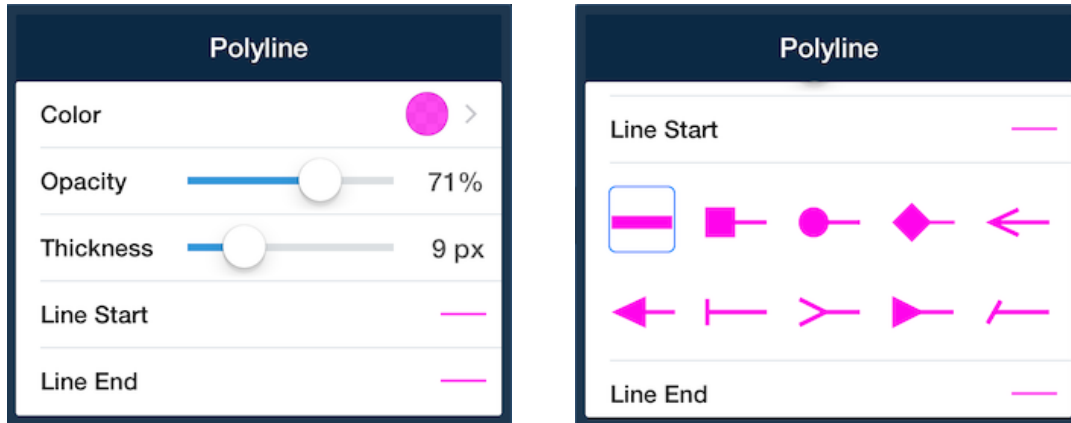 Polyline
Color
Opacity 71%
Thickness 9 px
Line Start
Line End
Polyline
Line Start
Line End